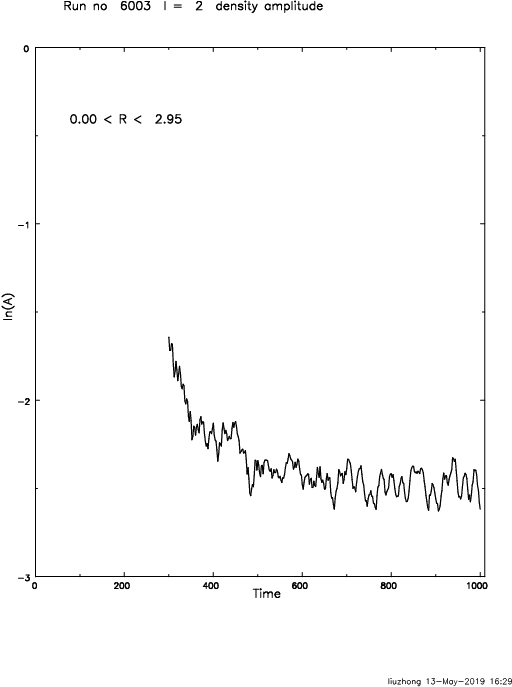 Run no 6003 l = 2 density amplitude
0
0.00 < R < 2.95
−1
ln(A)
−2
−3
0 200 400 600 800 1000
Time
liuzhong 13−May−2019 16:29